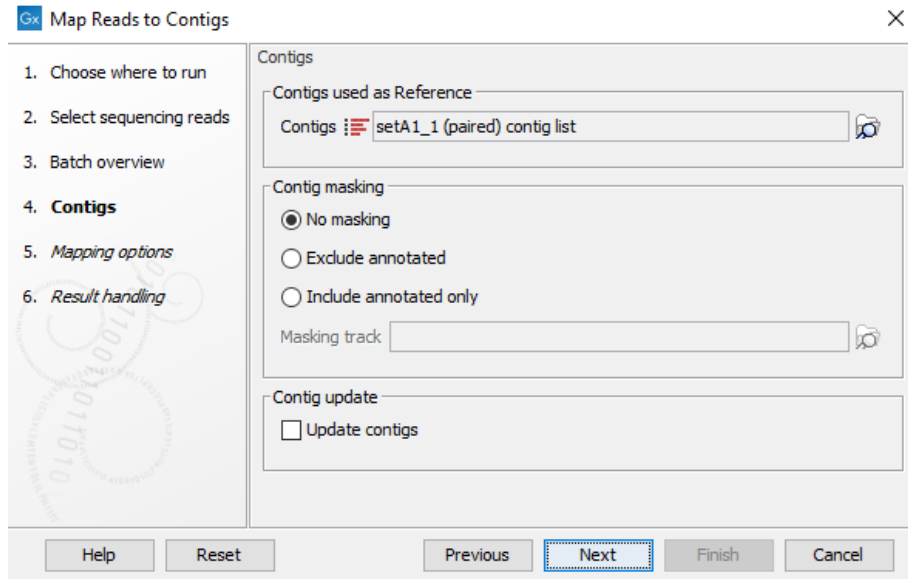 Gx Map Reads to Contigs
1. Choose where to run
2. Select sequencing reads
3. Batch overview
4. Contigs
5. Mapping options
6. Result handling
Contigs
Contigs used as Reference
Contigs setA1_1 (paired) contig list
Contig masking
No masking
Exclude annotated
Include annotated only
Masking track
Contig update
Update contigs
Help Reset Previous Next Finish Cancel